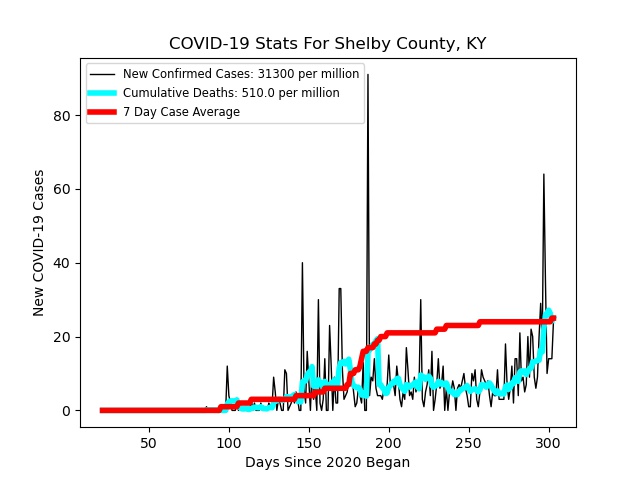 COVID-19 Stats For Shelby County, KY
New Confirmed Cases: 31300 per million
Cumulative Deaths: 510.0 per million
7 Day Case Average
New COVID-19 Cases
80
60
40
20
0
50 100 150 200 250 300
Days Since 2020 Began